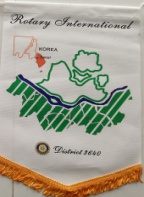 Rotary International
KOREA
District 3640